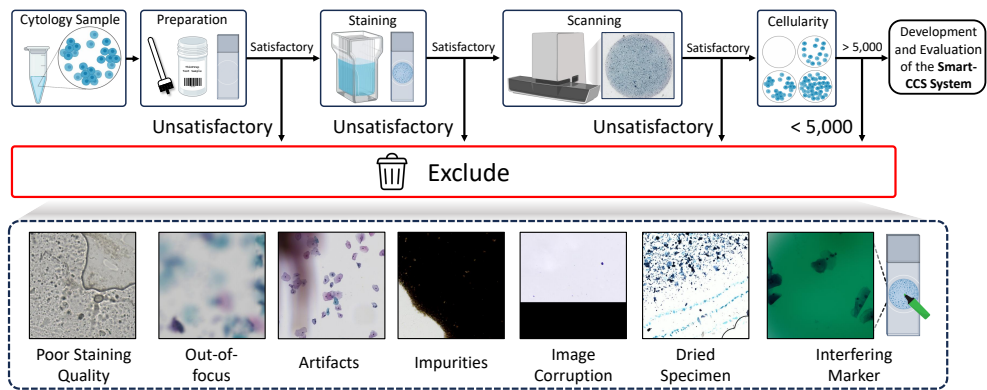 Cytology Sample
Preparation
Staining
Scanning
Cellularity
Satisfactory
Satisfactory
Satisfactory
> 5,000
Development
and Evaluation
of the Smart-
CCS System
Unsatisfactory
Unsatisfactory
Unsatisfactory
< 5,000
Exclude
Poor Staining
Quality
Out-of-
focus
Artifacts
Impurities
Image
Corruption
Dried
Specimen
Interfering
Marker